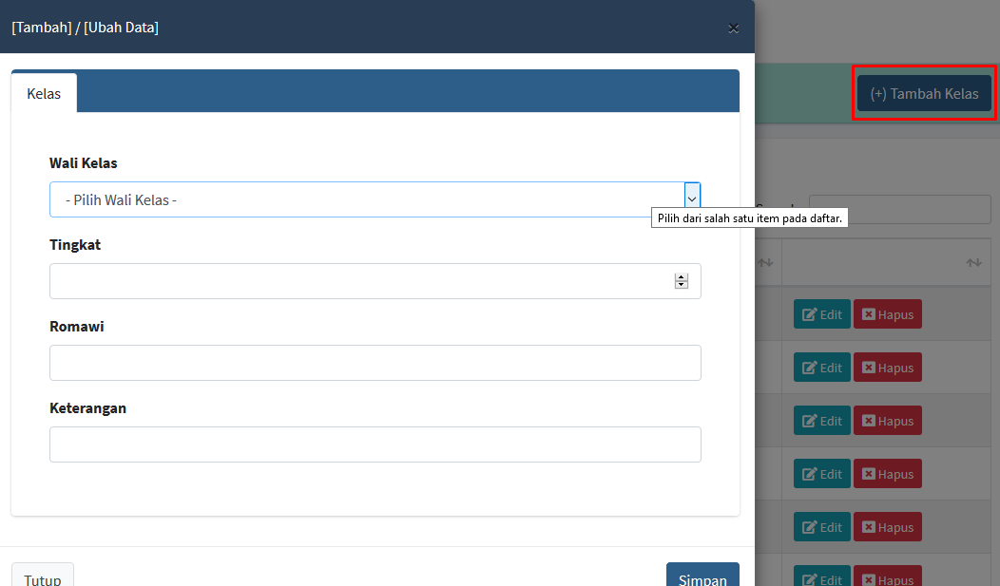 [Tambah] / [Ubah Data]
×
(+) Tambah Kelas
Kelas
Wali Kelas
- Pilih Wali Kelas -
Pilih dari salah satu item pada daftar.
Tingkat
Romawi
Keterangan
Edit Hapus
Edit Hapus
Edit Hapus
Edit Hapus
Edit Hapus
Edit Hapus
Tutup
Simpan